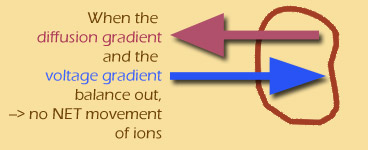 When the
diffusion gradient
and the
voltage gradient
balance out,
–> no NET movement
of ions